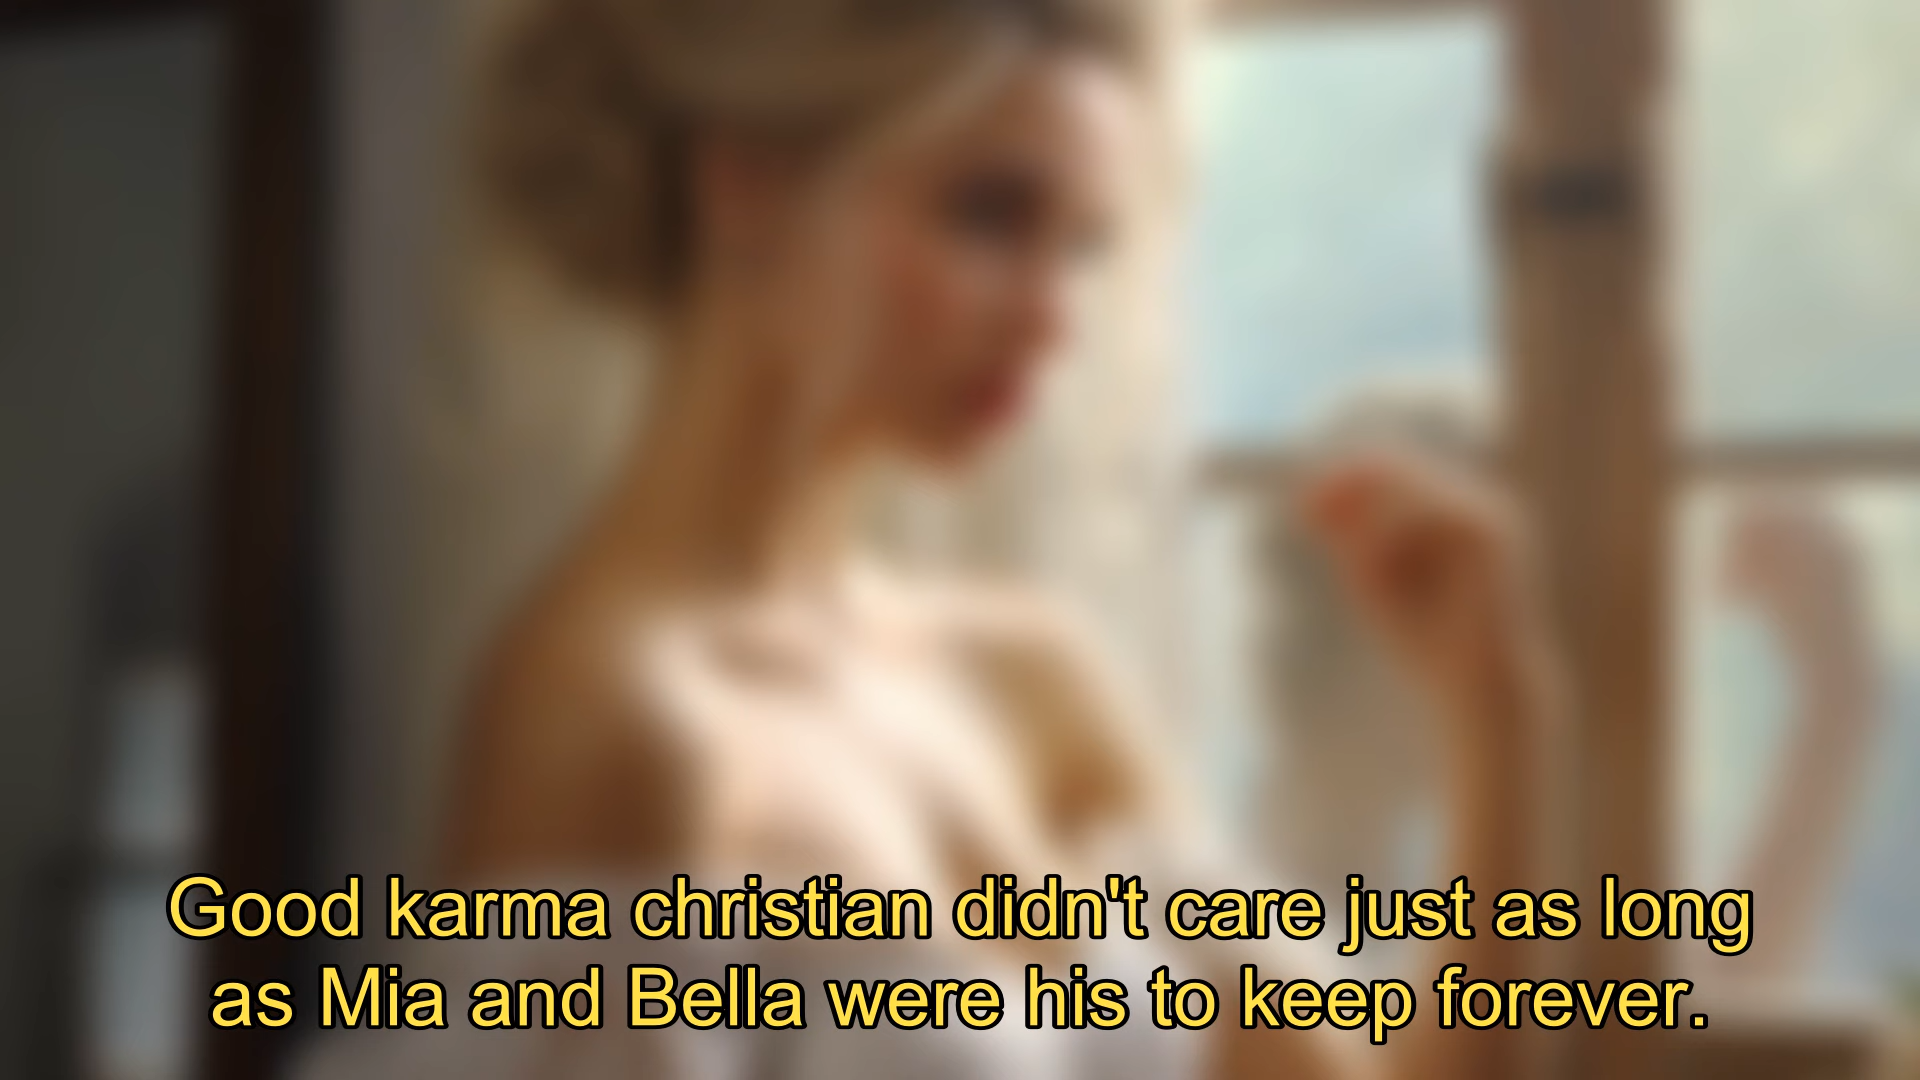 Good karma christian didn't care just as long
as Mia and Bella were his to keep forever.